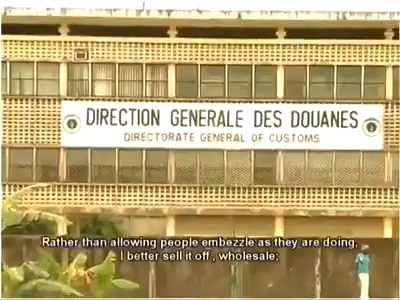 DIRECTION GENERALE DES DOUANES
DIRECTORATE GENERAL OF CUSTOMS
Rather than allowing people embezzle as they are doing,
I better sell it off , wholesale;